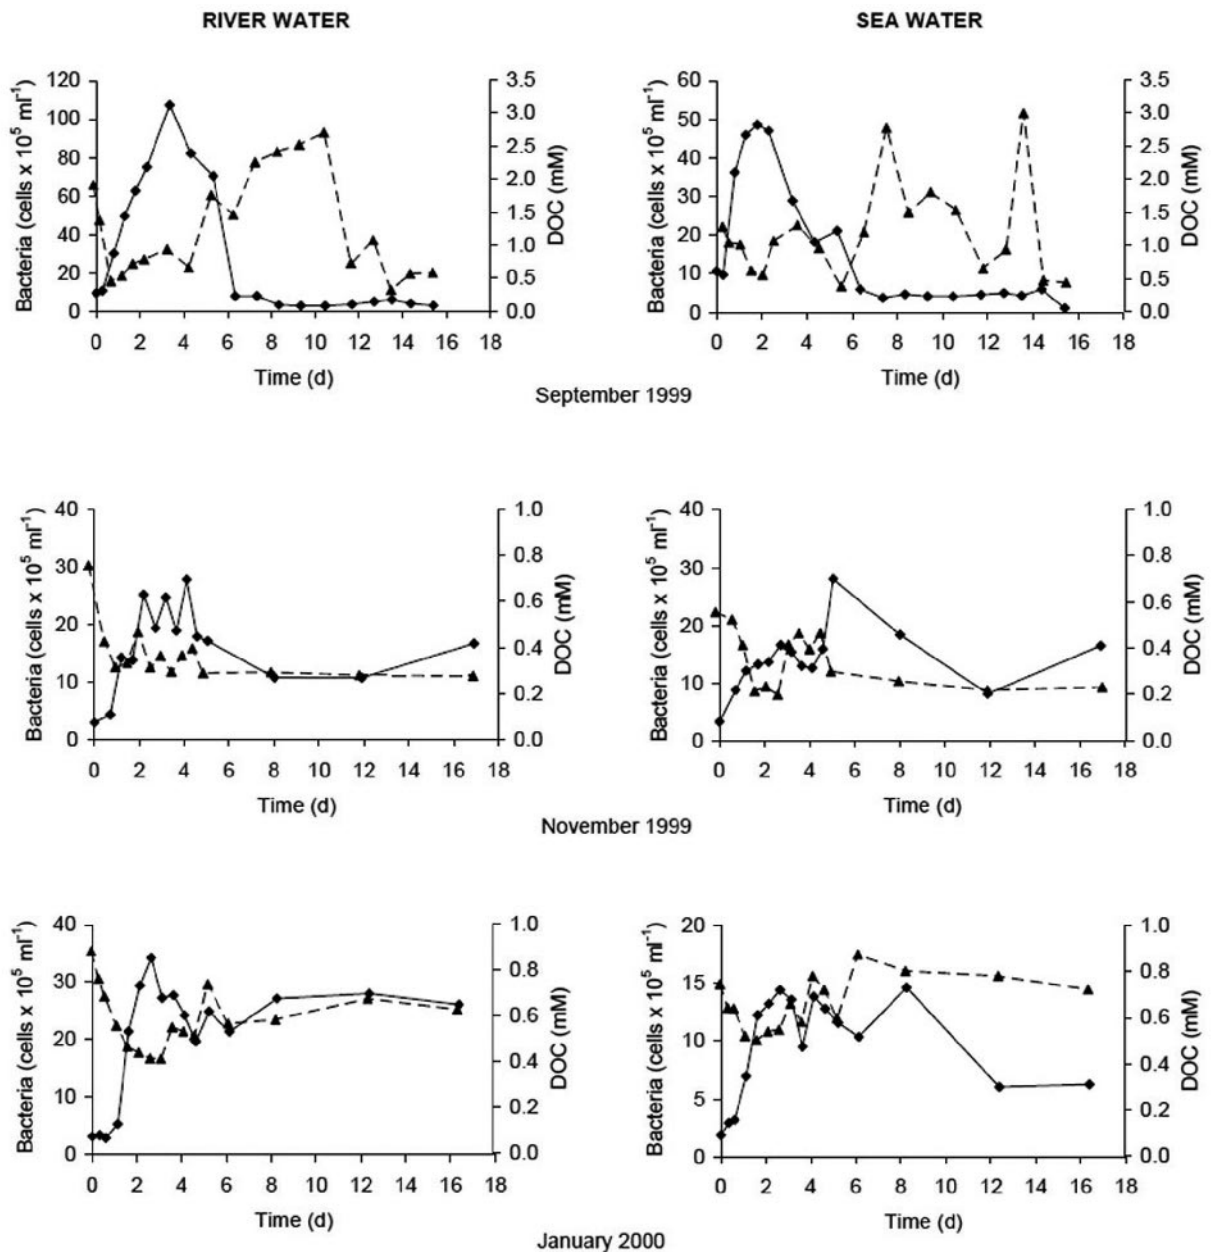 RIVER WATER
SEA WATER
Bacteria (cells x 10⁵ ml⁻¹)
120
100
80
60
40
20
0
3.5
3.0
2.5
2.0
1.5
1.0
0.5
0.0
DOC (mM)
0 2 4 6 8 10 12 14 16 18
Time (d)
Bacteria (cells x 10⁵ ml⁻¹)
60
50
40
30
20
10
0
3.5
3.0
2.5
2.0
1.5
1.0
0.5
0.0
DOC (mM)
0 2 4 6 8 10 12 14 16 18
Time (d)
September 1999
Bacteria (cells x 10⁵ ml⁻¹)
40
30
20
10
0
1.0
0.8
0.6
0.4
0.2
0.0
DOC (mM)
0 2 4 6 8 10 12 14 16 18
Time (d)
Bacteria (cells x 10⁵ ml⁻¹)
40
30
20
10
0
1.0
0.8
0.6
0.4
0.2
0.0
DOC (mM)
0 2 4 6 8 10 12 14 16 18
Time (d)
November 1999
Bacteria (cells x 10⁵ ml⁻¹)
40
30
20
10
0
1.0
0.8
0.6
0.4
0.2
0.0
DOC (mM)
0 2 4 6 8 10 12 14 16 18
Time (d)
Bacteria (cells x 10⁵ ml⁻¹)
20
15
10
5
0
1.0
0.8
0.6
0.4
0.2
0.0
DOC (mM)
0 2 4 6 8 10 12 14 16 18
Time (d)
January 2000